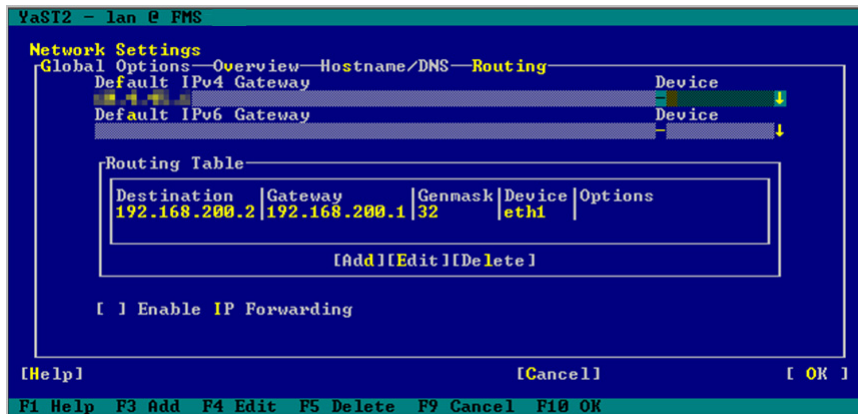 YaST2 - lan @ FMS
Network Settings
Global Options—Overview—Hostname/DNS—Routing
Default IPv4 Gateway Device
Default IPv6 Gateway Device
Routing Table
Destination |Gateway |Genmask|Device|Options
192.168.200.2|192.168.200.1|32 |eth1 |
[Add][Edit][Delete]
[ ] Enable IP Forwarding
[Help] [Cancel] [ OK ]
F1 Help F3 Add F4 Edit F5 Delete F9 Cancel F10 OK